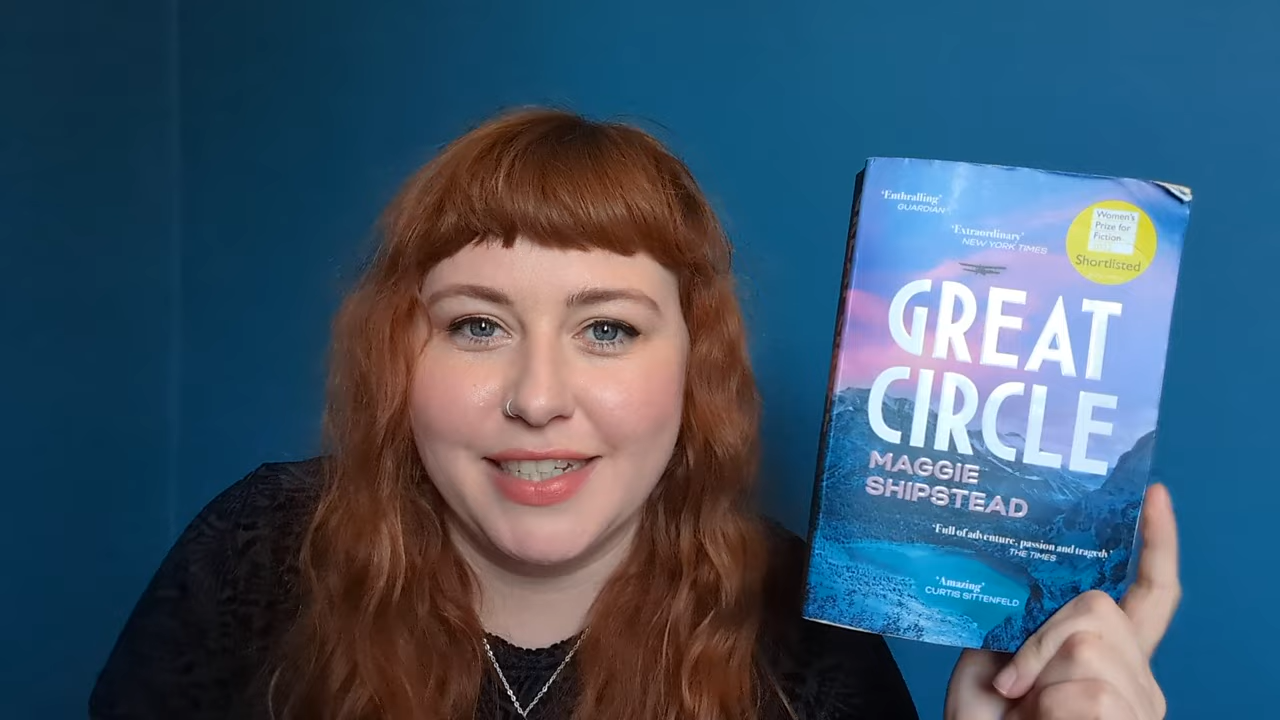 'Enthralling'
GUARDIAN
'Extraordinary'
NEW YORK TIMES
Women's
Prize for
Fiction
Shortlisted
GREAT
CIRCLE
MAGGIE
SHIPSTEAD
'Full of adventure, passion and tragedy'
THE TIMES
'Amazing'
CURTIS SITTENFELD